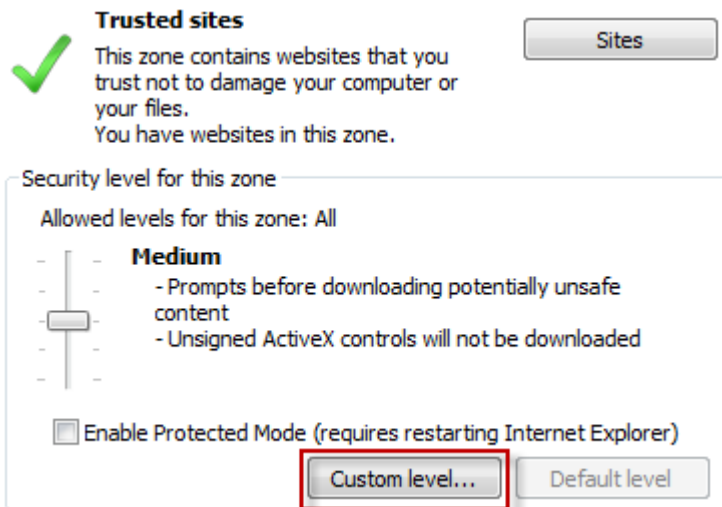 Trusted sites
Sites
This zone contains websites that you
trust not to damage your computer or
your files.
You have websites in this zone.
Security level for this zone
Allowed levels for this zone: All
Medium
- Prompts before downloading potentially unsafe
content
- Unsigned ActiveX controls will not be downloaded
Enable Protected Mode (requires restarting Internet Explorer)
Custom level...
Default level